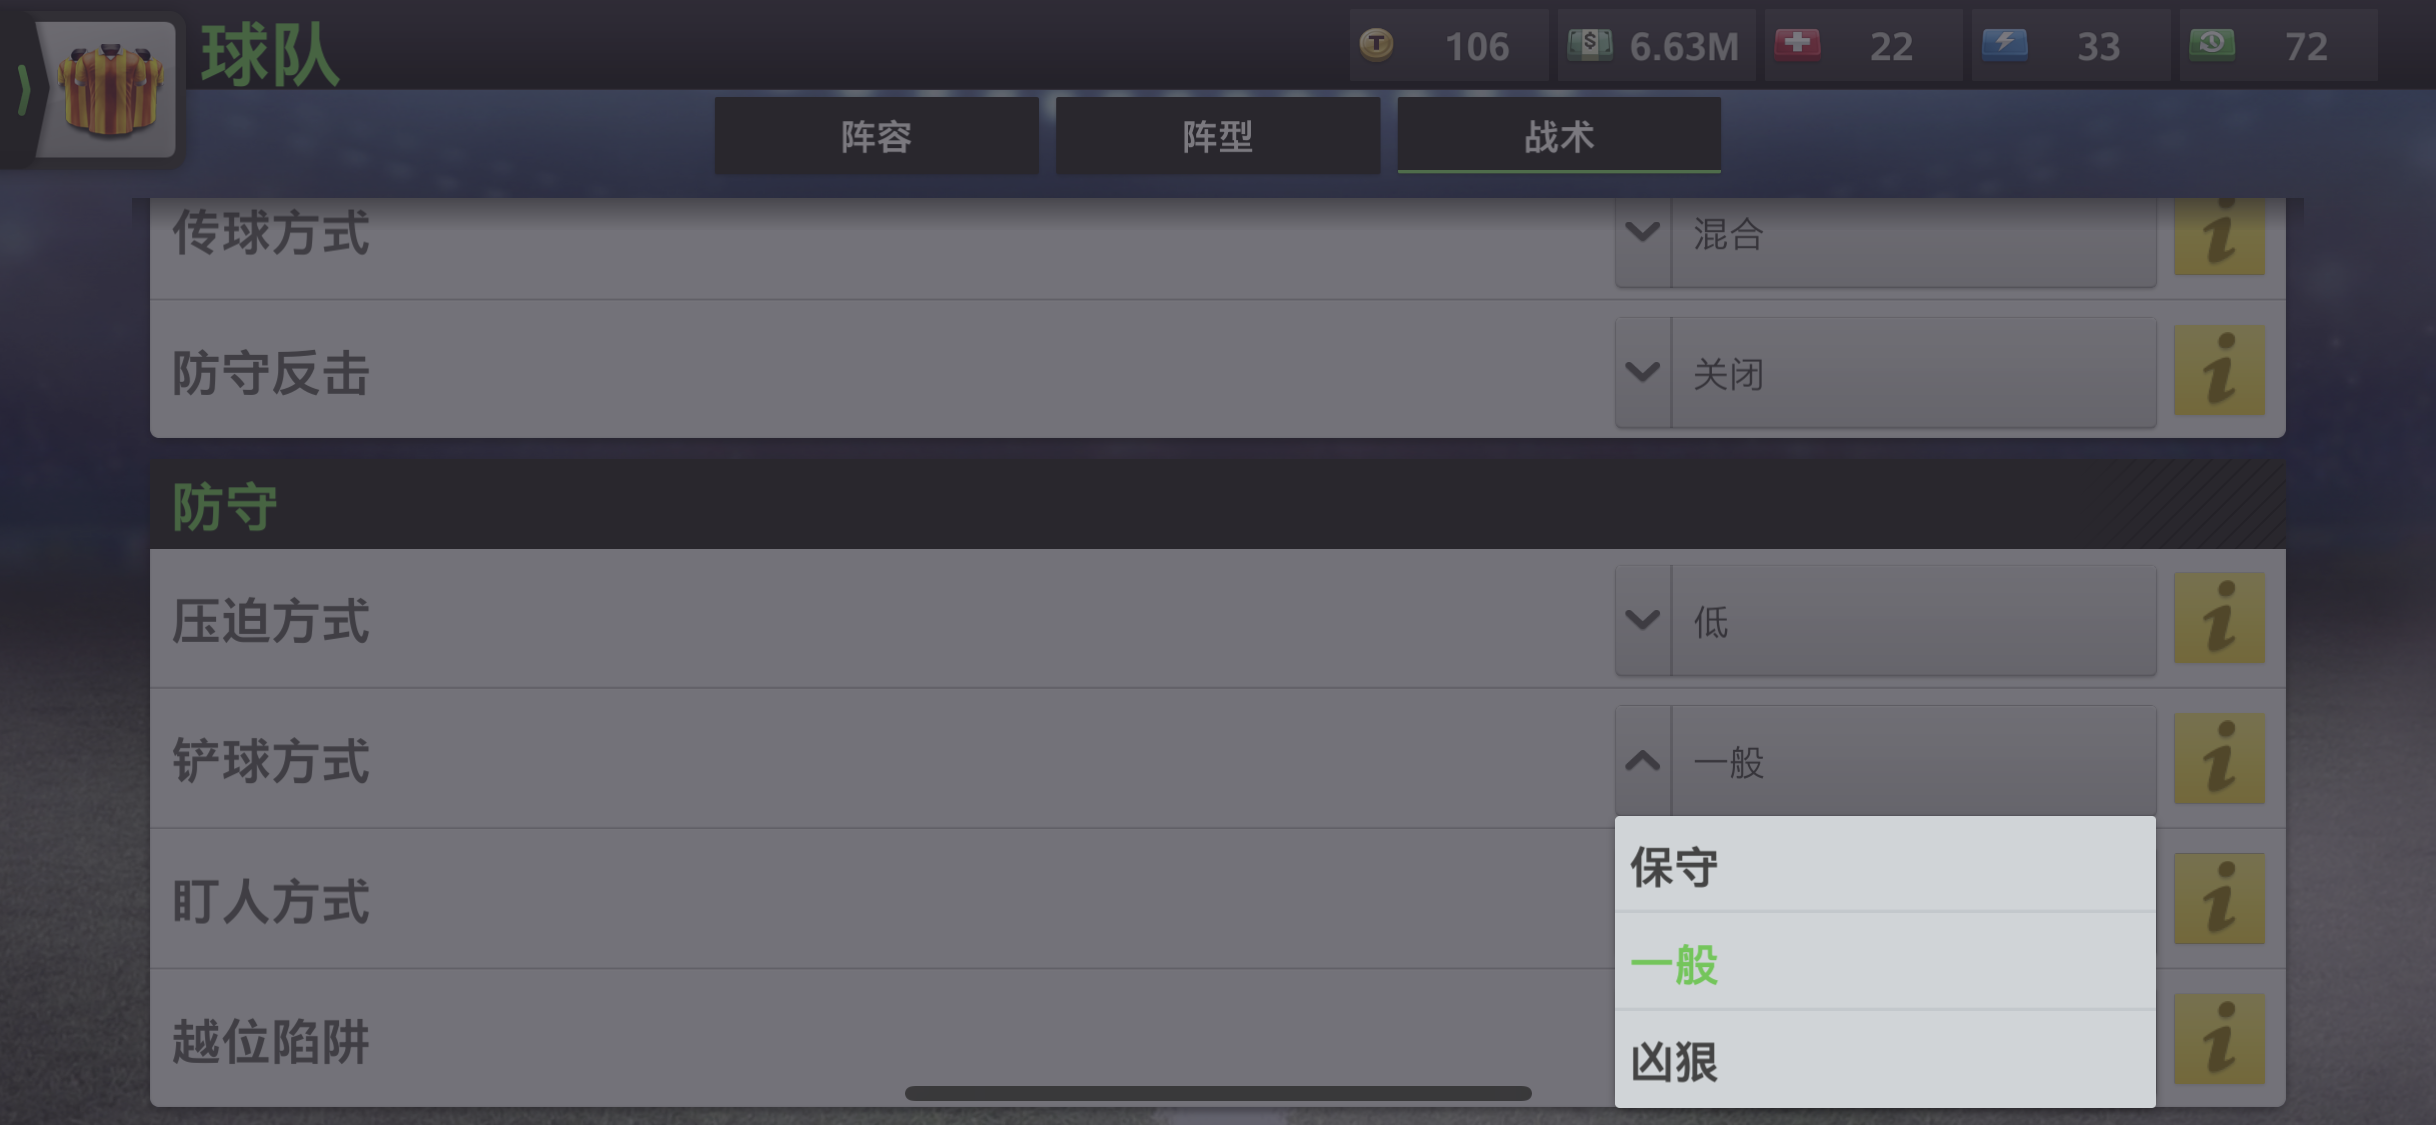 球队
106
6.63M
22
33
72
阵容
阵型
战术
传球方式
混合
防守反击
关闭
防守
压迫方式
低
铲球方式
一般
盯人方式
保守
一般
越位陷阱
凶狠